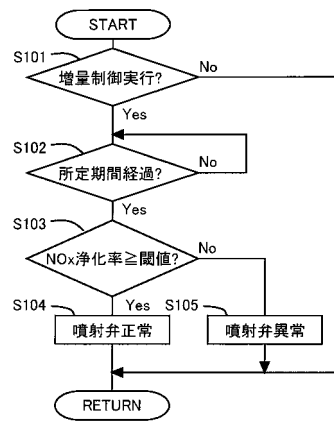 START
S101
増量制御実行?
No
Yes
S102
所定期間経過?
No
Yes
S103
NOx浄化率≧閾値?
No
Yes
S104
噴射弁正常
S105
噴射弁異常
RETURN